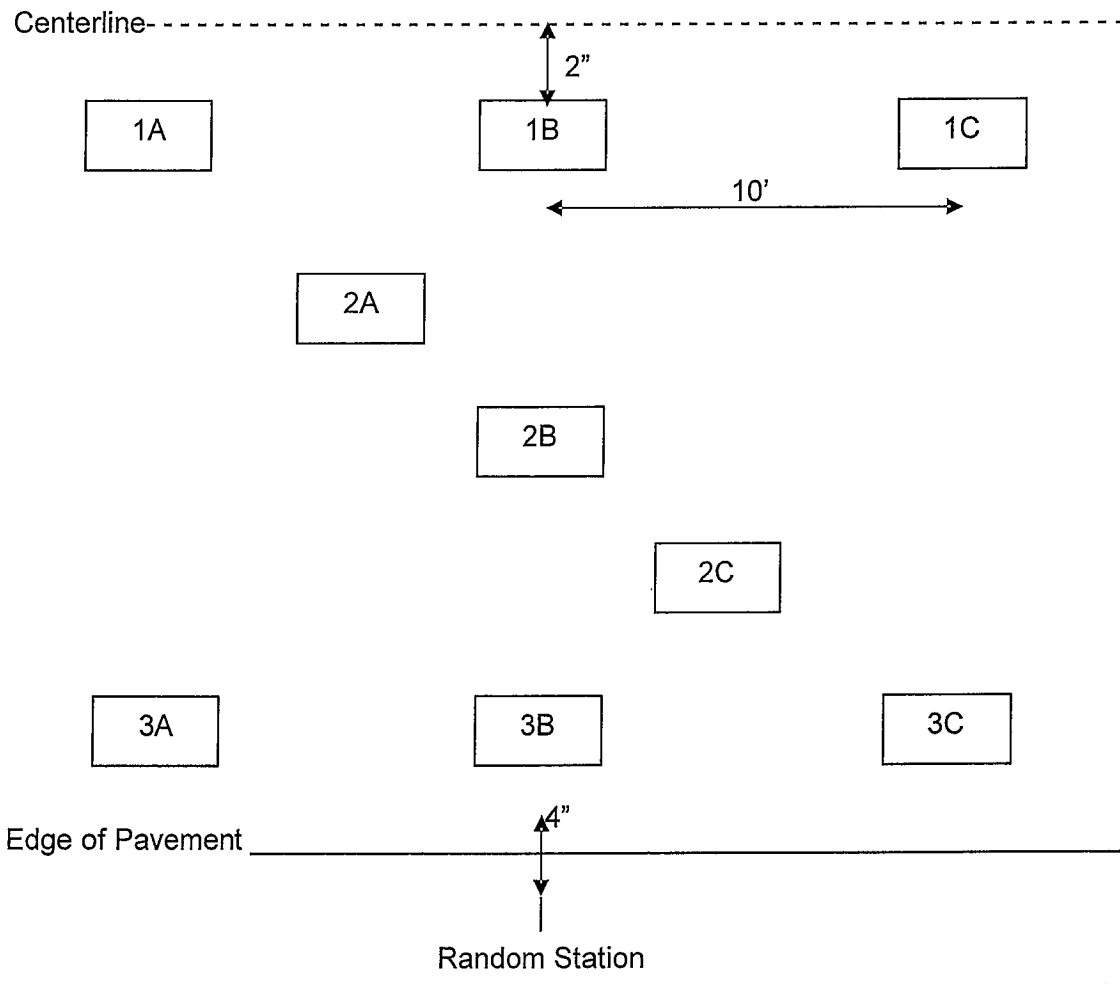 Centerline
2”
1A
1B
1C
10’
2A
2B
2C
3A
3B
3C
4”
Edge of Pavement
Random Station